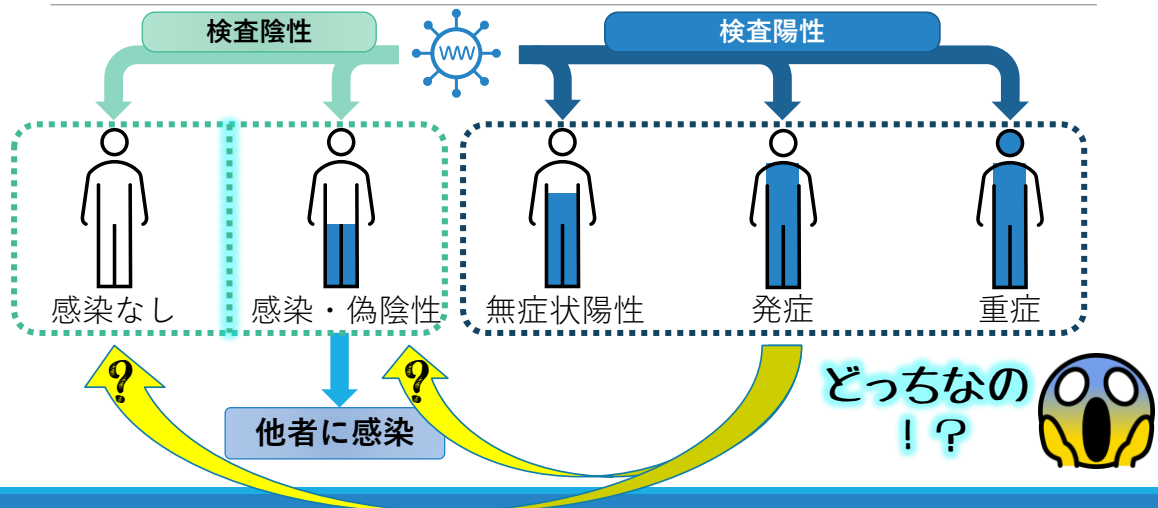 検査陰性
検査陽性
感染なし
感染・偽陰性
無症状陽性
発症
重症
?
?
どっちなの
！？
他者に感染